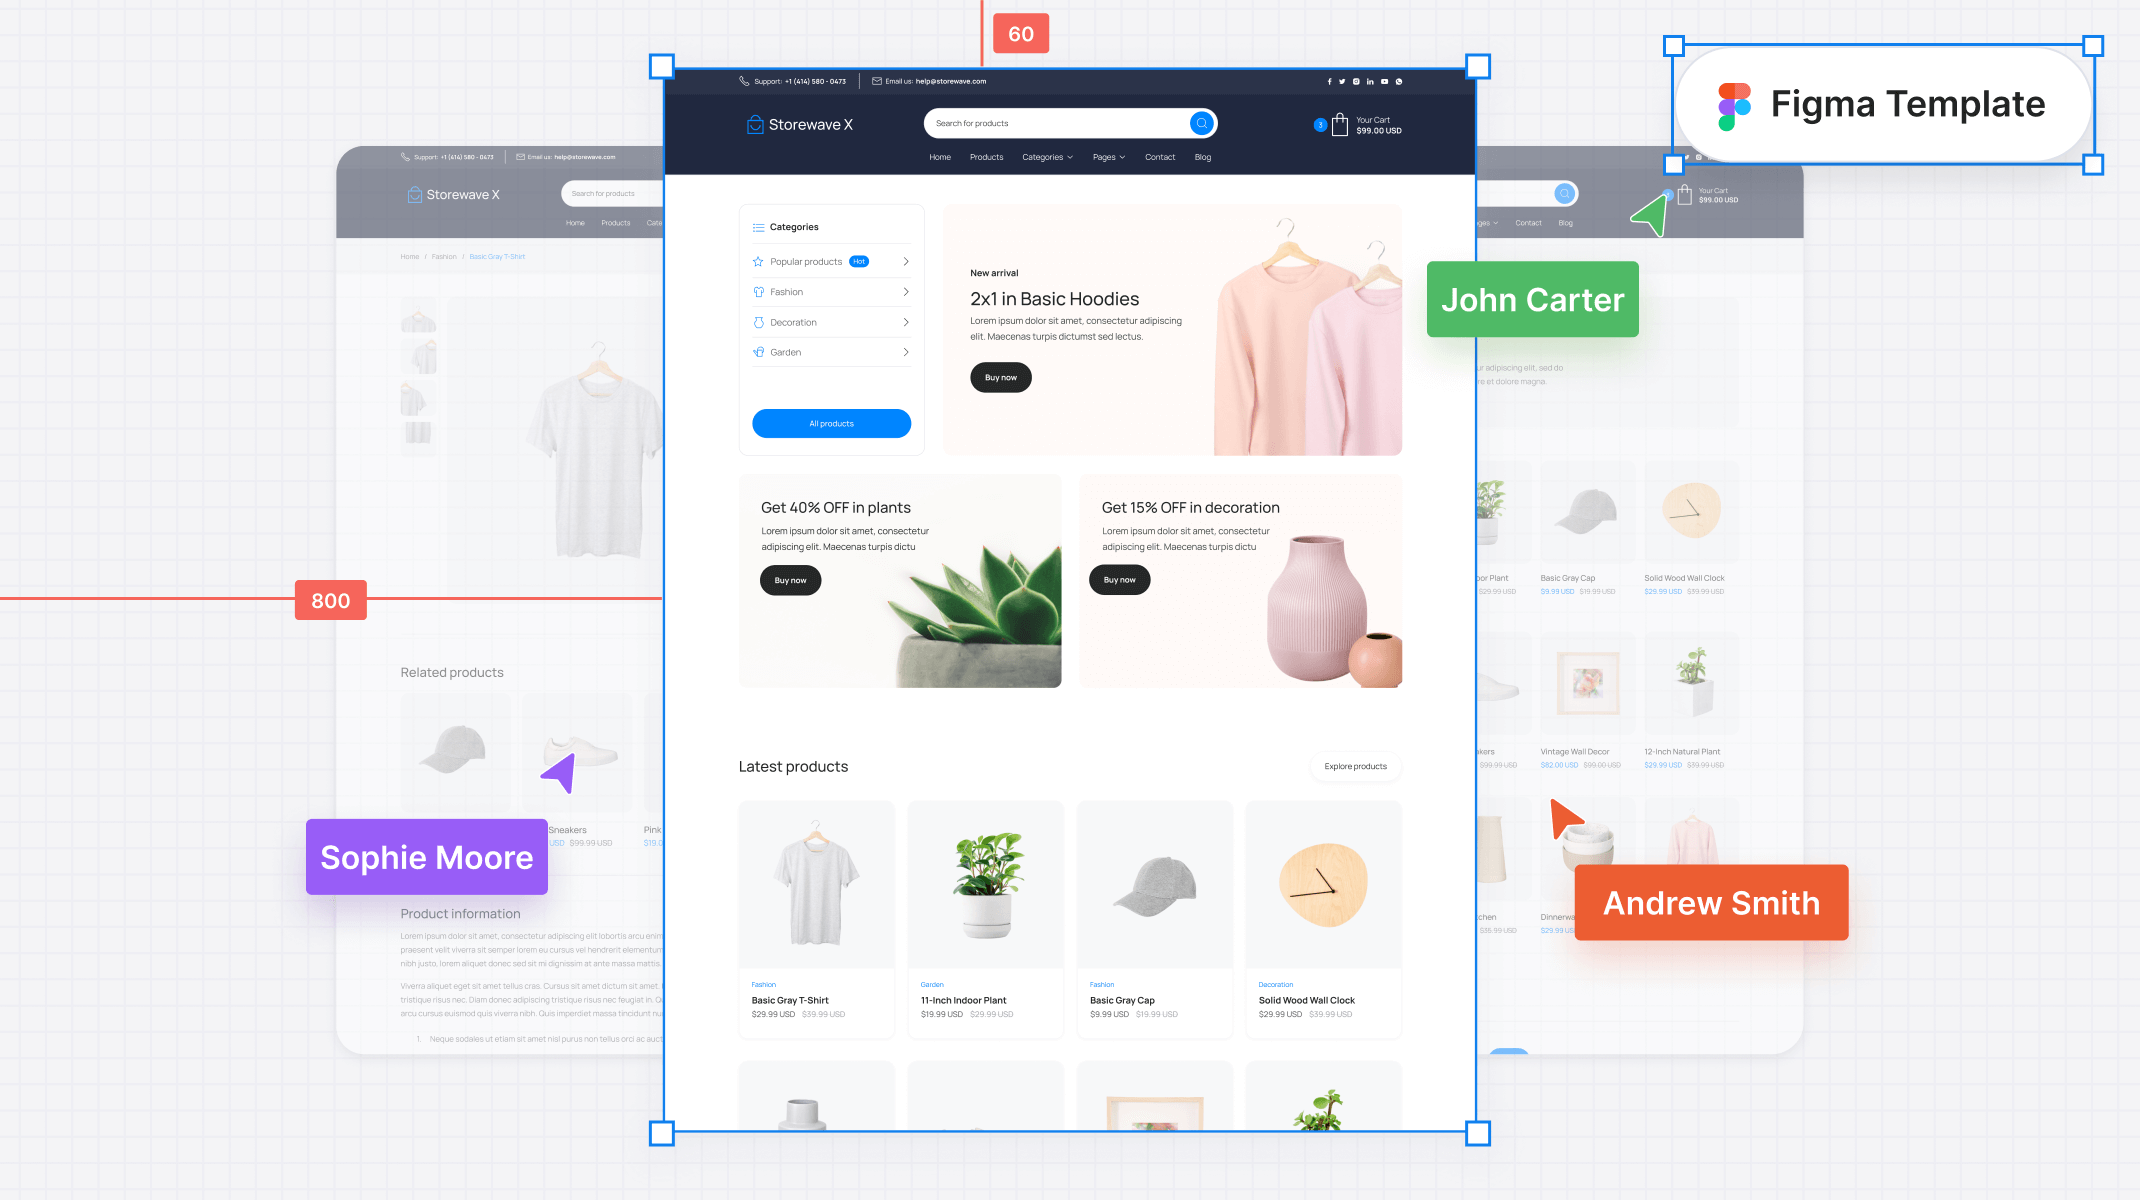 60
Figma Template
Support: +1 (414) 580 - 0473
Email us: help@storewave.com
Storewave X
Search for products
3
Your Cart
$99.00 USD
Home
Products
Categories
Pages
Contact
Blog
Categories
Popular products
Hot
Fashion
Decoration
Garden
All products
New arrival
2x1 in Basic Hoodies
Lorem ipsum dolor sit amet, consectetur adipiscing
elit. Maecenas turpis dictumst sed lectus.
Buy now
Get 40% OFF in plants
Lorem ipsum dolor sit amet, consectetur
adipiscing elit. Maecenas turpis dictu
Buy now
Get 15% OFF in decoration
Lorem ipsum dolor sit amet, consectetur
adipiscing elit. Maecenas turpis dictu
Buy now
Latest products
Explore products
Fashion
Basic Gray T-Shirt
$29.99 USD $39.99 USD
Garden
11-Inch Indoor Plant
$19.99 USD $29.99 USD
Fashion
Basic Gray Cap
$9.99 USD $19.99 USD
Decoration
Solid Wood Wall Clock
$29.99 USD $39.99 USD
Support: +1 (414) 580 - 0473
Email us: help@storewave.com
Storewave X
Search for products
Home
Products
Cate
Home / Fashion / Basic Gray T-Shirt
800
Related products
Sneakers
Pink
USD $99.99 USD
$19.0
Sophie Moore
Product information
Lorem ipsum dolor sit amet, consectetur adipiscing elit lobortis arcu enim
praesent velit viverra sit semper lorem eu cursus vel hendrerit elementum
nibh justo, lorem aliquet donec sed sit mi dignissim at ante massa mattis.
Viverra aliquet eget sit amet tellus cras. Cursus sit amet dictum sit amet.
tristique risus nec. Diam donec adipiscing tristique risus nec feugiat in.
arcu cursus euismod quis viverra nibh. Quis imperdiet massa tincidunt
1. Neque sodales ut etiam sit amet nisl purus non tellus orci ac auct
Your Cart
$99.00 USD
ges
Contact
Blog
John Carter
ur adipiscing elit, sed do
re et dolore magna.
oor Plant
$29.99 USD
Basic Gray Cap
$9.99 USD $19.99 USD
Solid Wood Wall Clock
$29.99 USD $39.99 USD
akers
$99.99 USD
Vintage Wall Decor
$82.00 USD $99.00 USD
12-Inch Natural Plant
$29.99 USD $39.99 USD
Andrew Smith
chen
$35.99 USD
Dinnerwa
$29.99 US